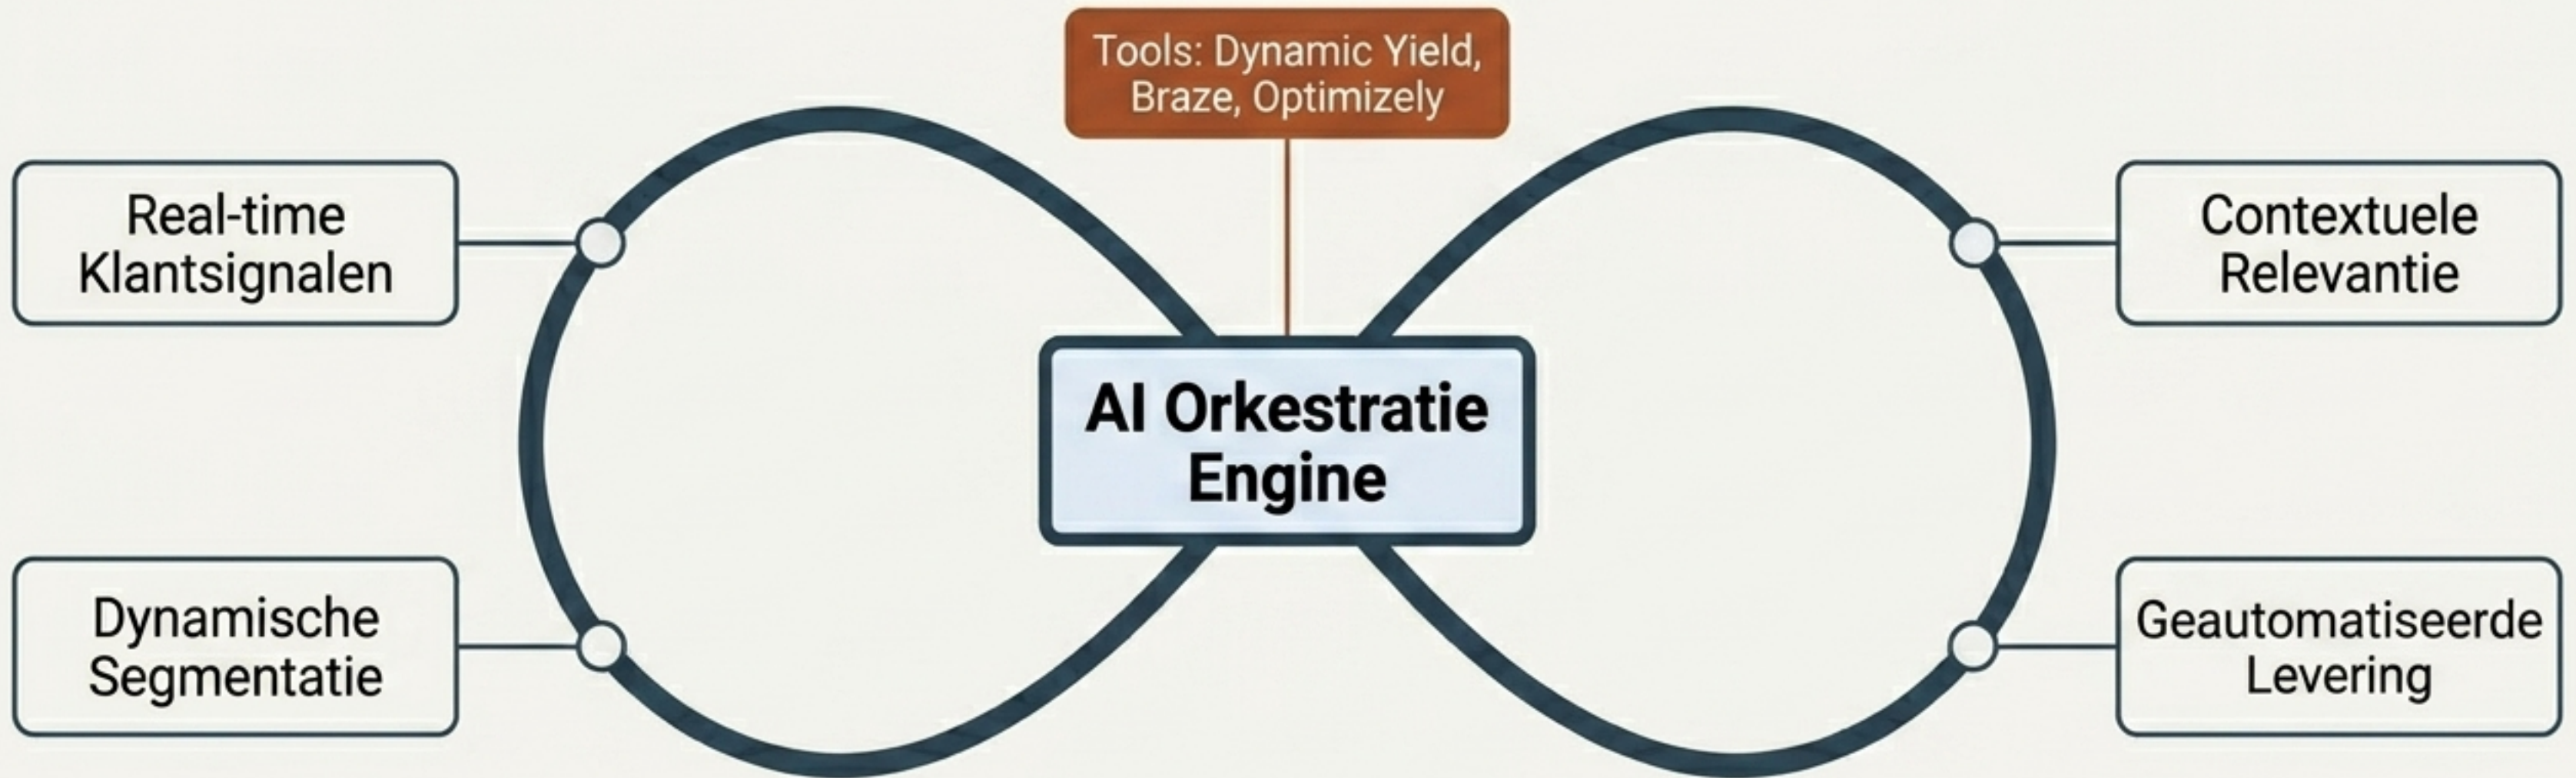 Tools: Dynamic Yield,
Braze, Optimizely
Real-time
Klantsignalen
Contextuele
Relevantie
AI Orkestratie
Engine
Dynamische
Segmentatie
Geautomatiseerde
Levering